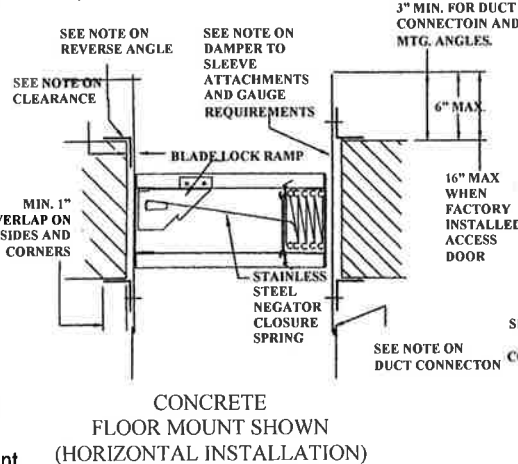 3" MIN. FOR DUCT
CONNECTOIN AND
MTG. ANGLES.
SEE NOTE ON
REVERSE ANGLE
SEE NOTE ON
DAMPER TO
SLEEVE
ATTACHMENTS
AND GAUGE
REQUIREMENTS
SEE NOTE ON
CLEARANCE
6" MAX.
BLADE LOCK RAMP
16" MAX
WHEN
FACTORY
INSTALLED
ACCESS
DOOR
MIN. 1"
VERLAP ON
SIDES AND
CORNERS
STAINLESS
STEEL
NEGATOR
CLOSURE
SPRING
SEE NOTE ON
DUCT CONNECTON
CONCRETE
FLOOR MOUNT SHOWN
(HORIZONTAL INSTALLATION)